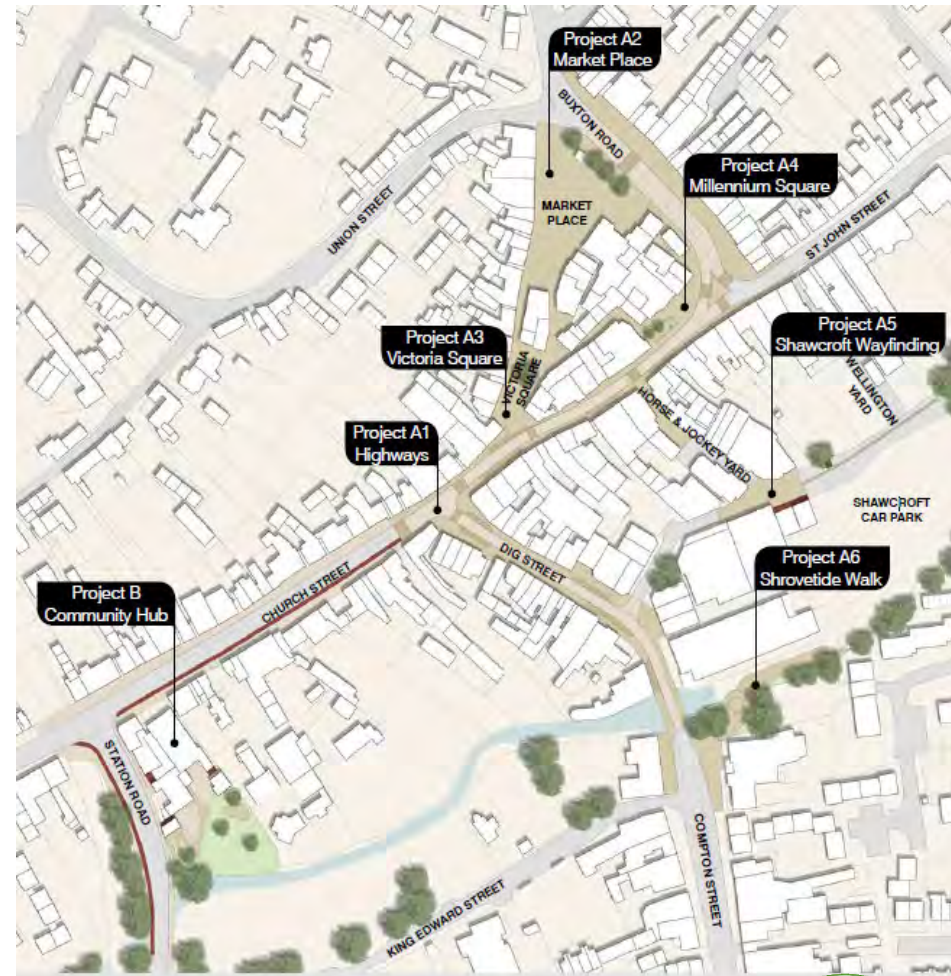 Project A2
Market Place
BUXTON ROAD
Project A4
Millennium Square
UNION STREET
MARKET
PLACE
ST JOHN STREET
Project A3
Victoria Square
VICTORIA
SQUARE
Project A5
Shawcroft Wayfinding
WELLINGTON
YARD
HORSE & JOCKEY YARD
Project A1
Highways
SHAWCROFT
CAR PARK
DIG STREET
Project A6
Shrovetide Walk
Project B
Community Hub
CHURCH STREET
STATION ROAD
COMPTON STREET
KING EDWARD STREET